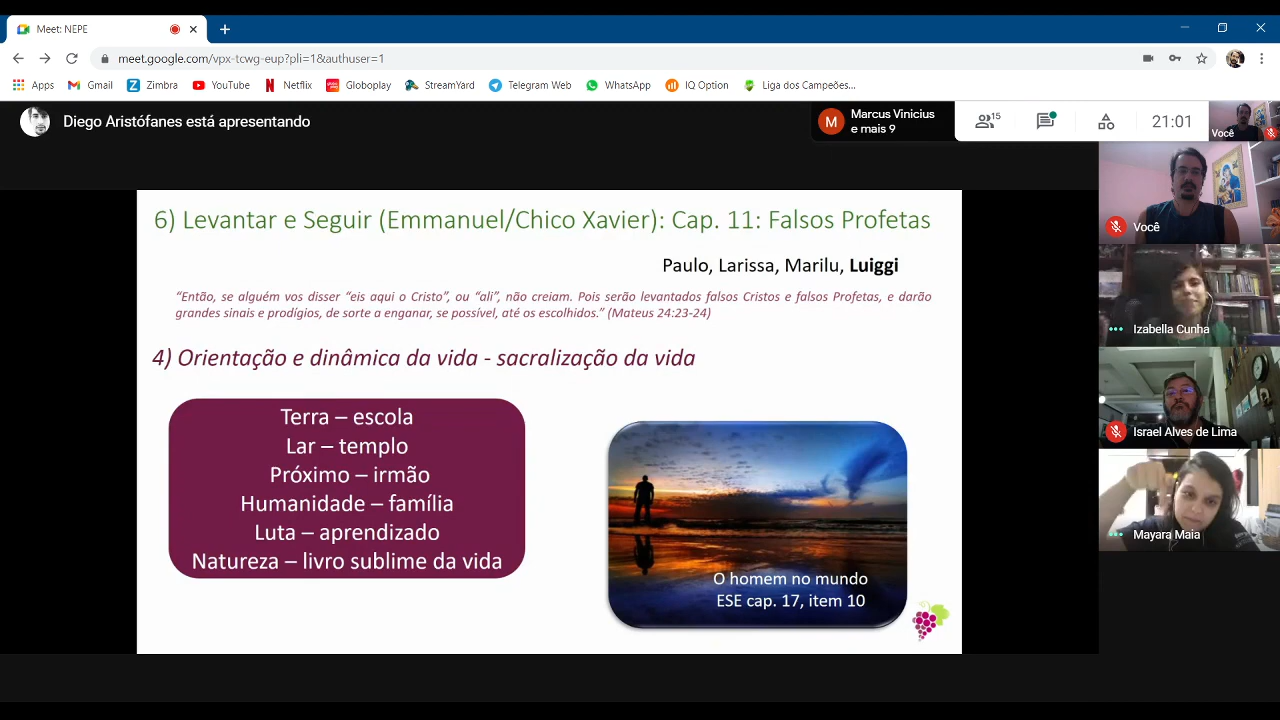 Meet: NEPE
meet.google.com/vpx-tcwg-eup?pli=1&authuser=1
Apps Gmail Zimbra YouTube Netflix Globoplay StreamYard Telegram Web WhatsApp IQ Option Liga dos Campeões...
Diego Aristófanes está apresentando
M
Marcus Vinicius
e mais 9
15
21:01
Você
6) Levantar e Seguir (Emmanuel/Chico Xavier): Cap. 11: Falsos Profetas
Paulo, Larissa, Marilu, Luiggi
“Então, se alguém vos disser “eis aqui o Cristo”, ou “ali”, não creiam. Pois serão levantados falsos Cristos e falsos Profetas, e darão
grandes sinais e prodígios, de sorte a enganar, se possível, até os escolhidos.” (Mateus 24:23-24)
4) Orientação e dinâmica da vida - sacralização da vida
Terra – escola
Lar – templo
Próximo – irmão
Humanidade – família
Luta – aprendizado
Natureza – livro sublime da vida
O homem no mundo
ESE cap. 17, item 10
Você
Izabella Cunha
Israel Alves de Lima
Mayara Maia